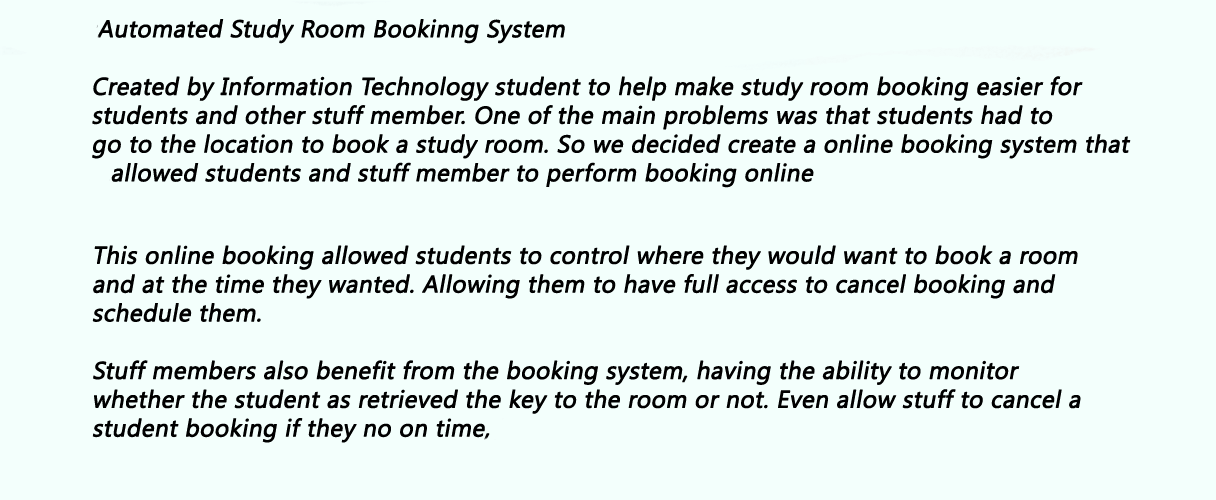 Automated Study Room Bookinng System
Created by Information Technology student to help make study room booking easier for
students and other stuff member. One of the main problems was that students had to
go to the location to book a study room. So we decided create a online booking system that
allowed students and stuff member to perform booking online
This online booking allowed students to control where they would want to book a room
and at the time they wanted. Allowing them to have full access to cancel booking and
schedule them.
Stuff members also benefit from the booking system, having the ability to monitor
whether the student as retrieved the key to the room or not. Even allow stuff to cancel a
student booking if they no on time,